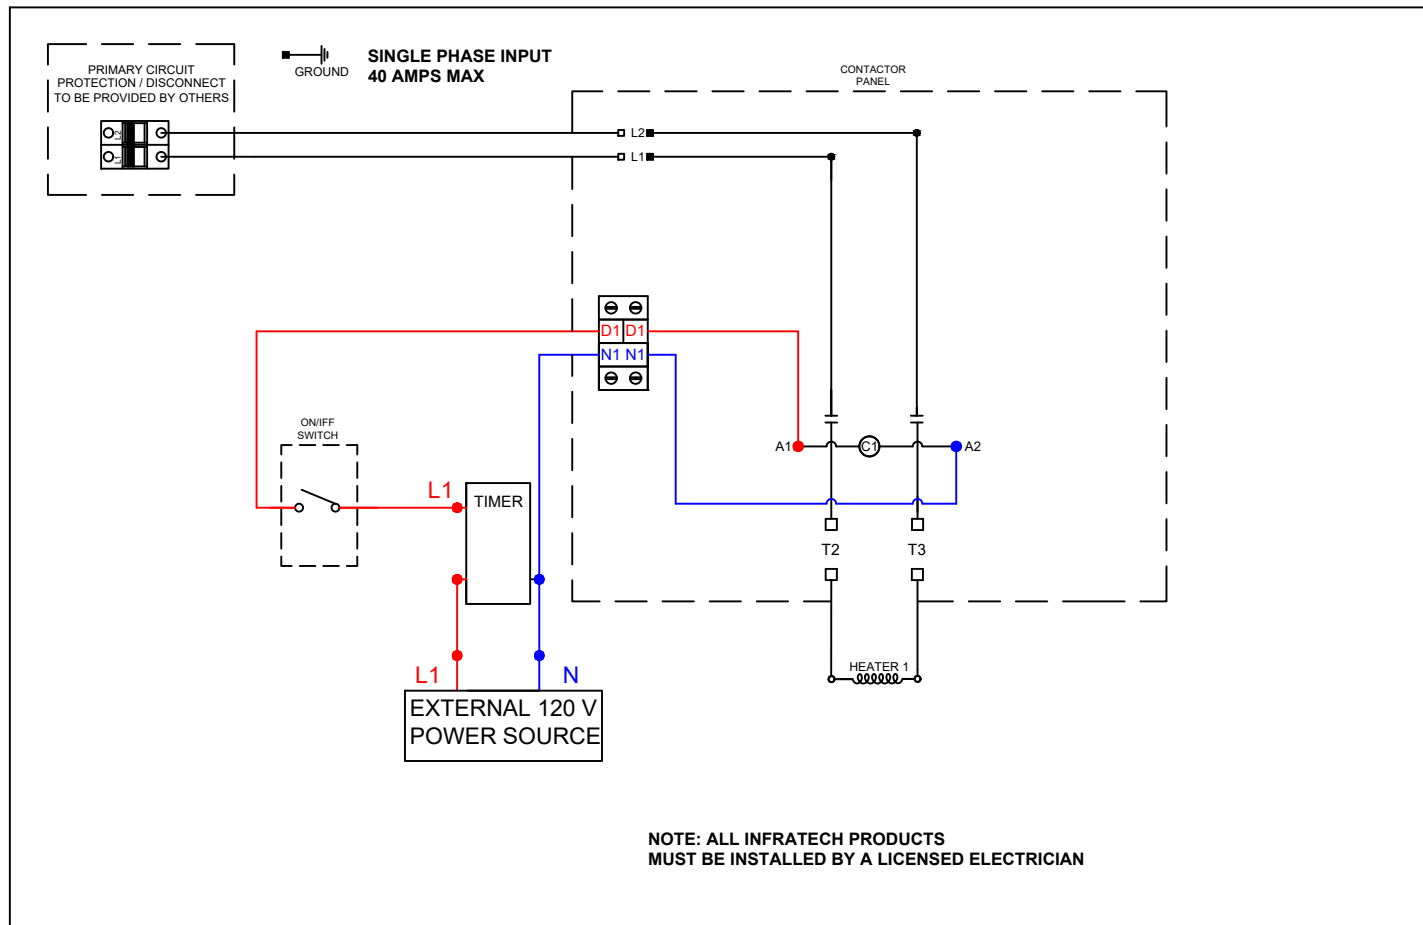 PRIMARY CIRCUIT
PROTECTION / DISCONNECT
TO BE PROVIDED BY OTHERS
L2
L1
GROUND
SINGLE PHASE INPUT
40 AMPS MAX
CONTACTOR
PANEL
L2
L1
D1 D1
N1 N1
ON/IFF
SWITCH
L1
TIMER
A1
C1
A2
T2
T3
HEATER 1
L1
N
EXTERNAL 120 V
POWER SOURCE
NOTE: ALL INFRATECH PRODUCTS
MUST BE INSTALLED BY A LICENSED ELECTRICIAN